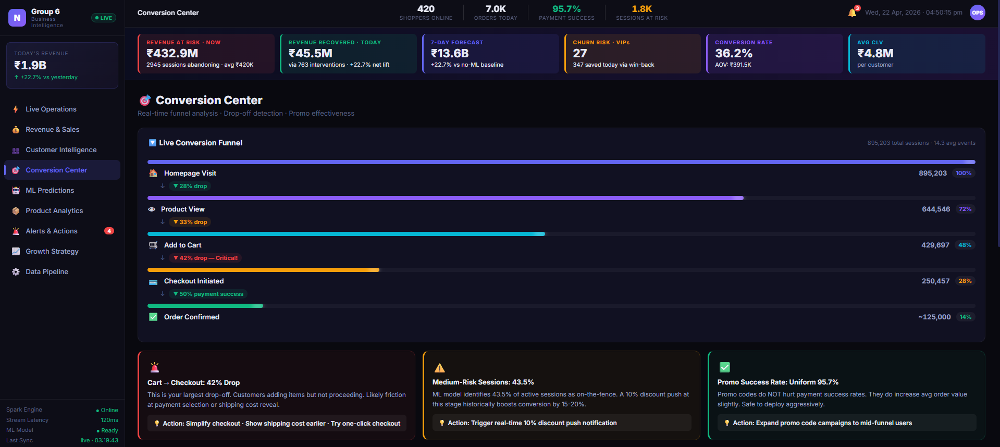 N
Group 6
Business
Intelligence
● LIVE
TODAY'S REVENUE
₹1.9B
↑ +22.7% vs yesterday
Live Operations
Revenue & Sales
Customer Intelligence
Conversion Center
ML Predictions
Product Analytics
Alerts & Actions 4
Growth Strategy
Data Pipeline
Spark Engine ● Online
Stream Latency 120ms
ML Model ● Ready
Last Sync live · 03:19:43
Conversion Center
420
SHOPPERS ONLINE
7.0K
ORDERS TODAY
95.7%
PAYMENT SUCCESS
1.8K
SESSIONS AT RISK
3
Wed, 22 Apr, 2026 · 04:50:15 pm
OPS
REVENUE AT RISK · NOW
₹432.9M
2945 sessions abandoning · avg ₹420K
REVENUE RECOVERED · TODAY
₹45.5M
via 763 interventions · +22.7% net lift
7-DAY FORECAST
₹13.6B
+22.7% vs no-ML baseline
CHURN RISK · VIPs
27
347 saved today via win-back
CONVERSION RATE
36.2%
AOV: ₹391.5K
AVG CLV
₹4.8M
per customer
Conversion Center
Real-time funnel analysis · Drop-off detection · Promo effectiveness
Live Conversion Funnel
895,203 total sessions · 14.3 avg events
Homepage Visit 895,203 100%
↓ ▼ 28% drop
Product View 644,546 72%
↓ ▼ 33% drop
Add to Cart 429,697 48%
↓ ▼ 42% drop — Critical!
Checkout Initiated 250,457 28%
↓ ▼ 50% payment success
Order Confirmed ~125,000 14%
Cart → Checkout: 42% Drop
This is your largest drop-off. Customers adding items but not proceeding. Likely friction
at payment selection or shipping cost reveal.
Action: Simplify checkout · Show shipping cost earlier · Try one-click checkout
Medium-Risk Sessions: 43.5%
ML model identifies 43.5% of active sessions as on-the-fence. A 10% discount push at
this stage historically boosts conversion by 15-20%.
Action: Trigger real-time 10% discount push notification
Promo Success Rate: Uniform 95.7%
Promo codes do NOT hurt payment success rates. They do increase avg order value
slightly. Safe to deploy aggressively.
Action: Expand promo code campaigns to mid-funnel users